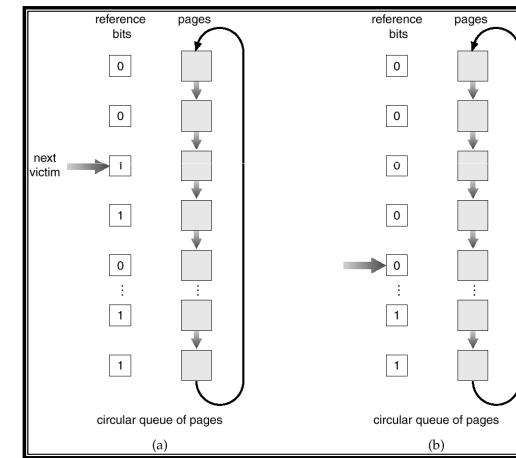 reference
bits
pages
0
0
next
victim
i
1
0
1
1
circular queue of pages
(a)
reference
bits
pages
0
0
0
0
0
1
1
circular queue of pages
(b)